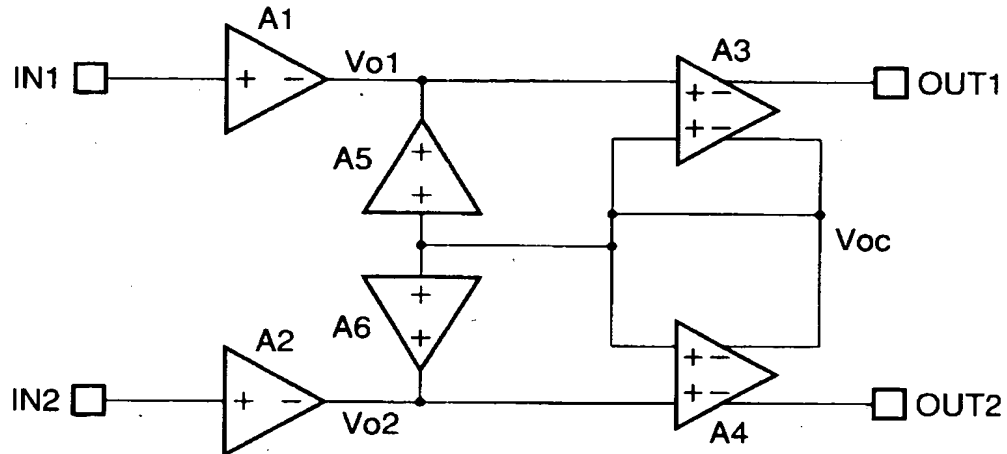 A1
IN1
+ −
Vo1
A3
+ −
+ −
OUT1
A5
+
+
Voc
+
+
A6
A2
IN2
+ −
Vo2
+ −
+ −
A4
OUT2